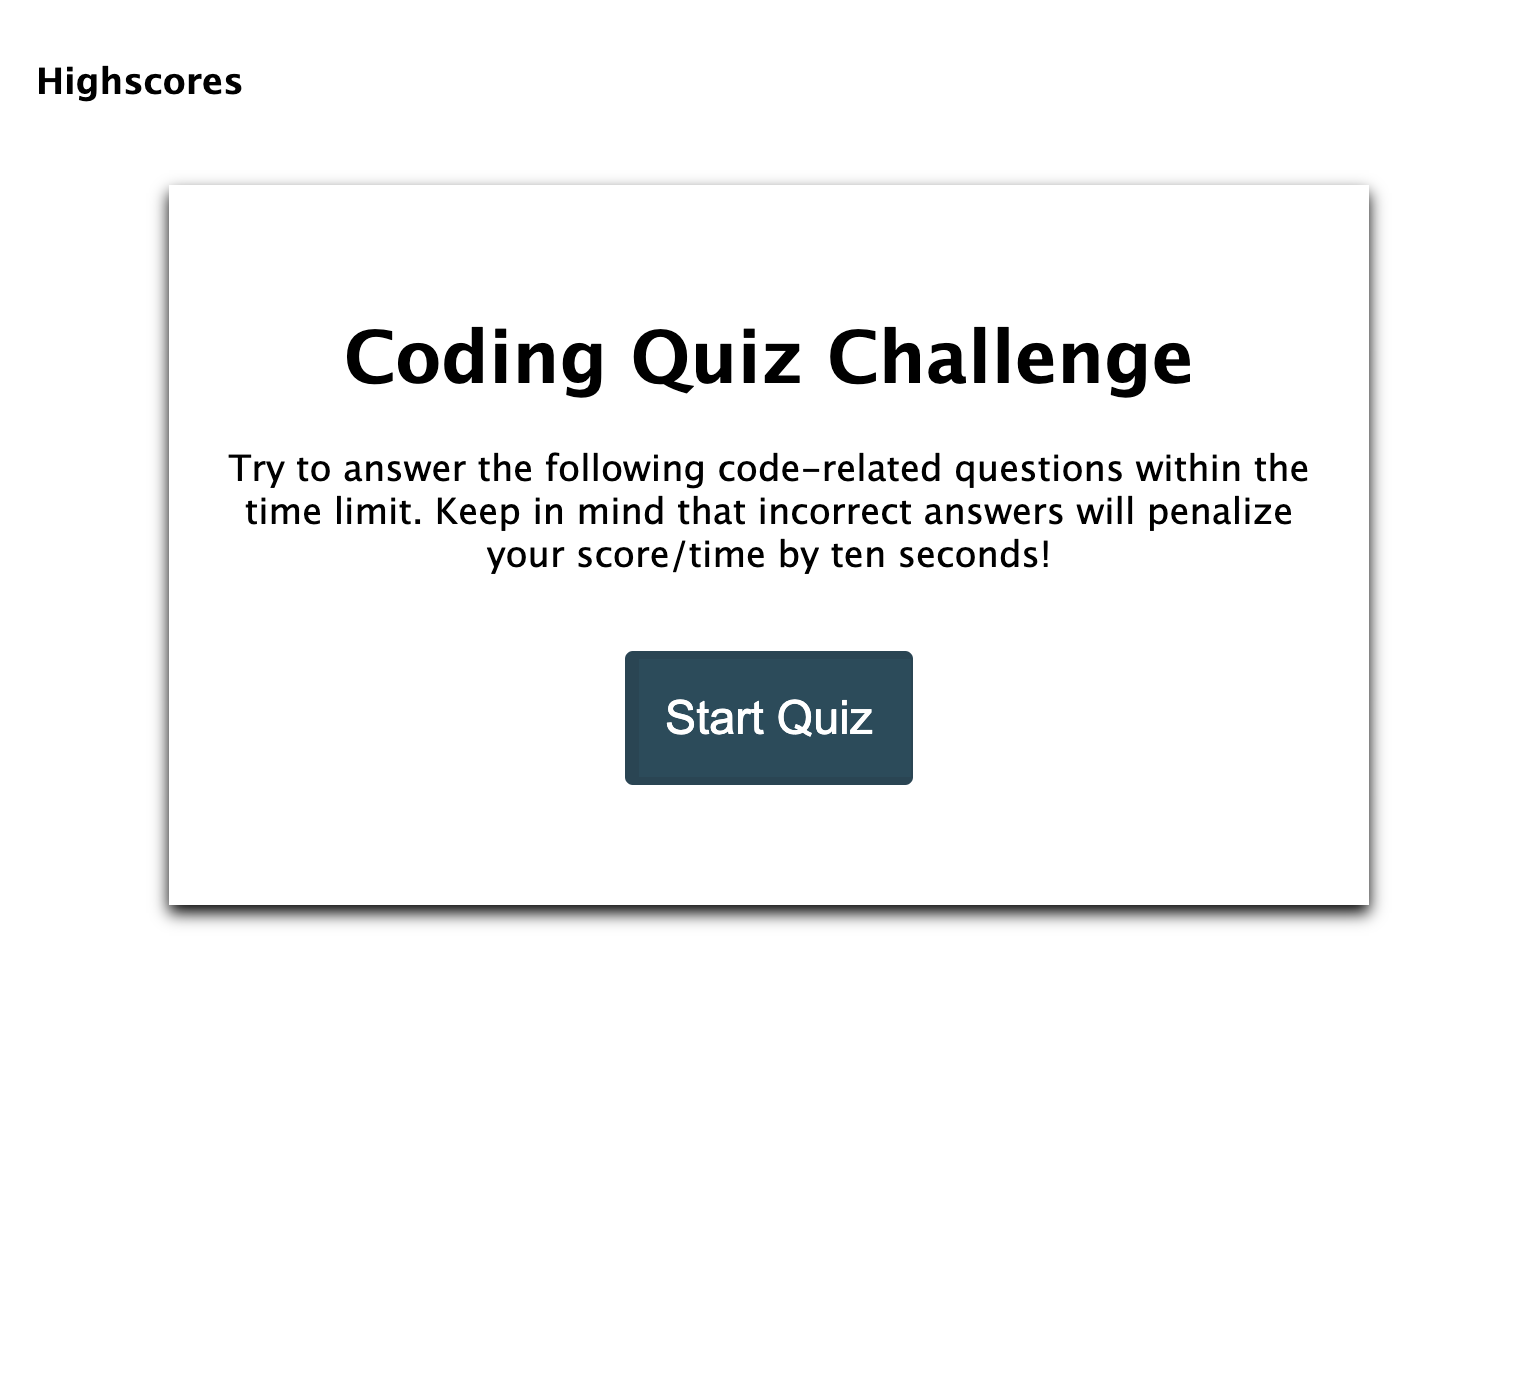 Highscores
Coding Quiz Challenge
Try to answer the following code-related questions within the
time limit. Keep in mind that incorrect answers will penalize
your score/time by ten seconds!
Start Quiz